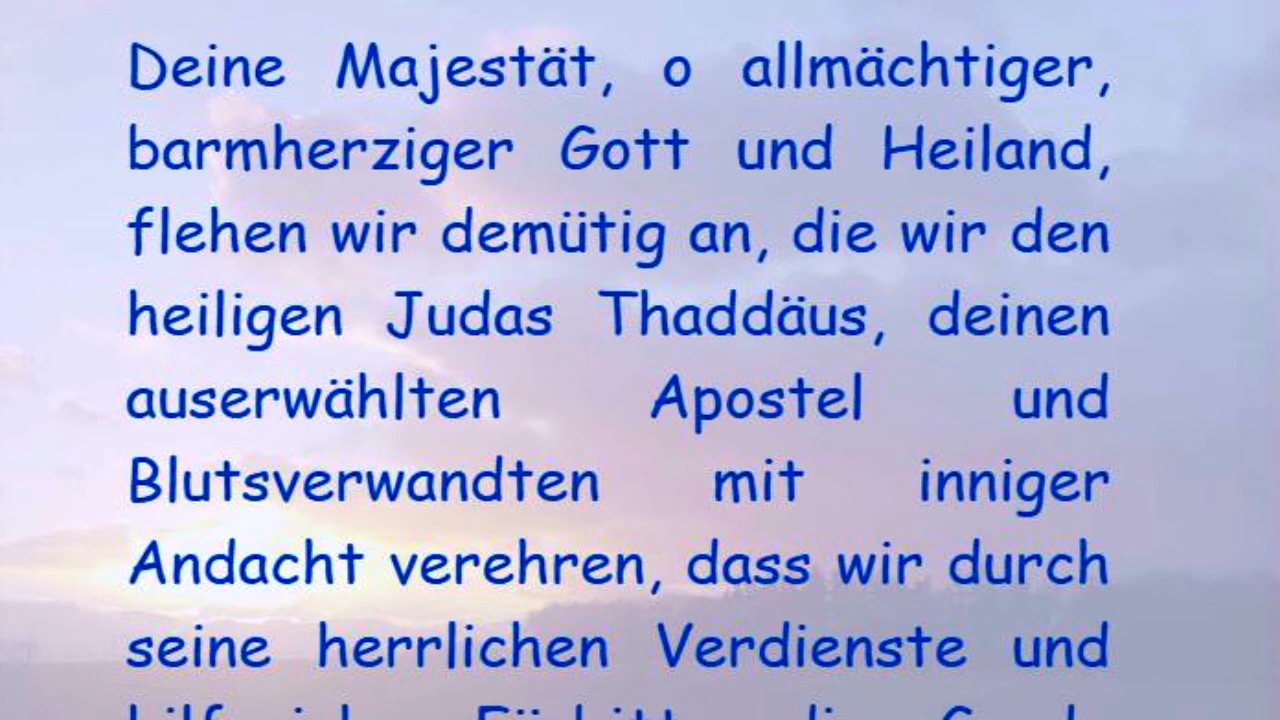 Deine Majestät, o allmächtiger,
barmherziger Gott und Heiland,
flehen wir demütig an, die wir den
heiligen Judas Thaddäus, deinen
auserwählten Apostel und
Blutsverwandten mit inniger
Andacht verehren, dass wir durch
seine herrlichen Verdienste und